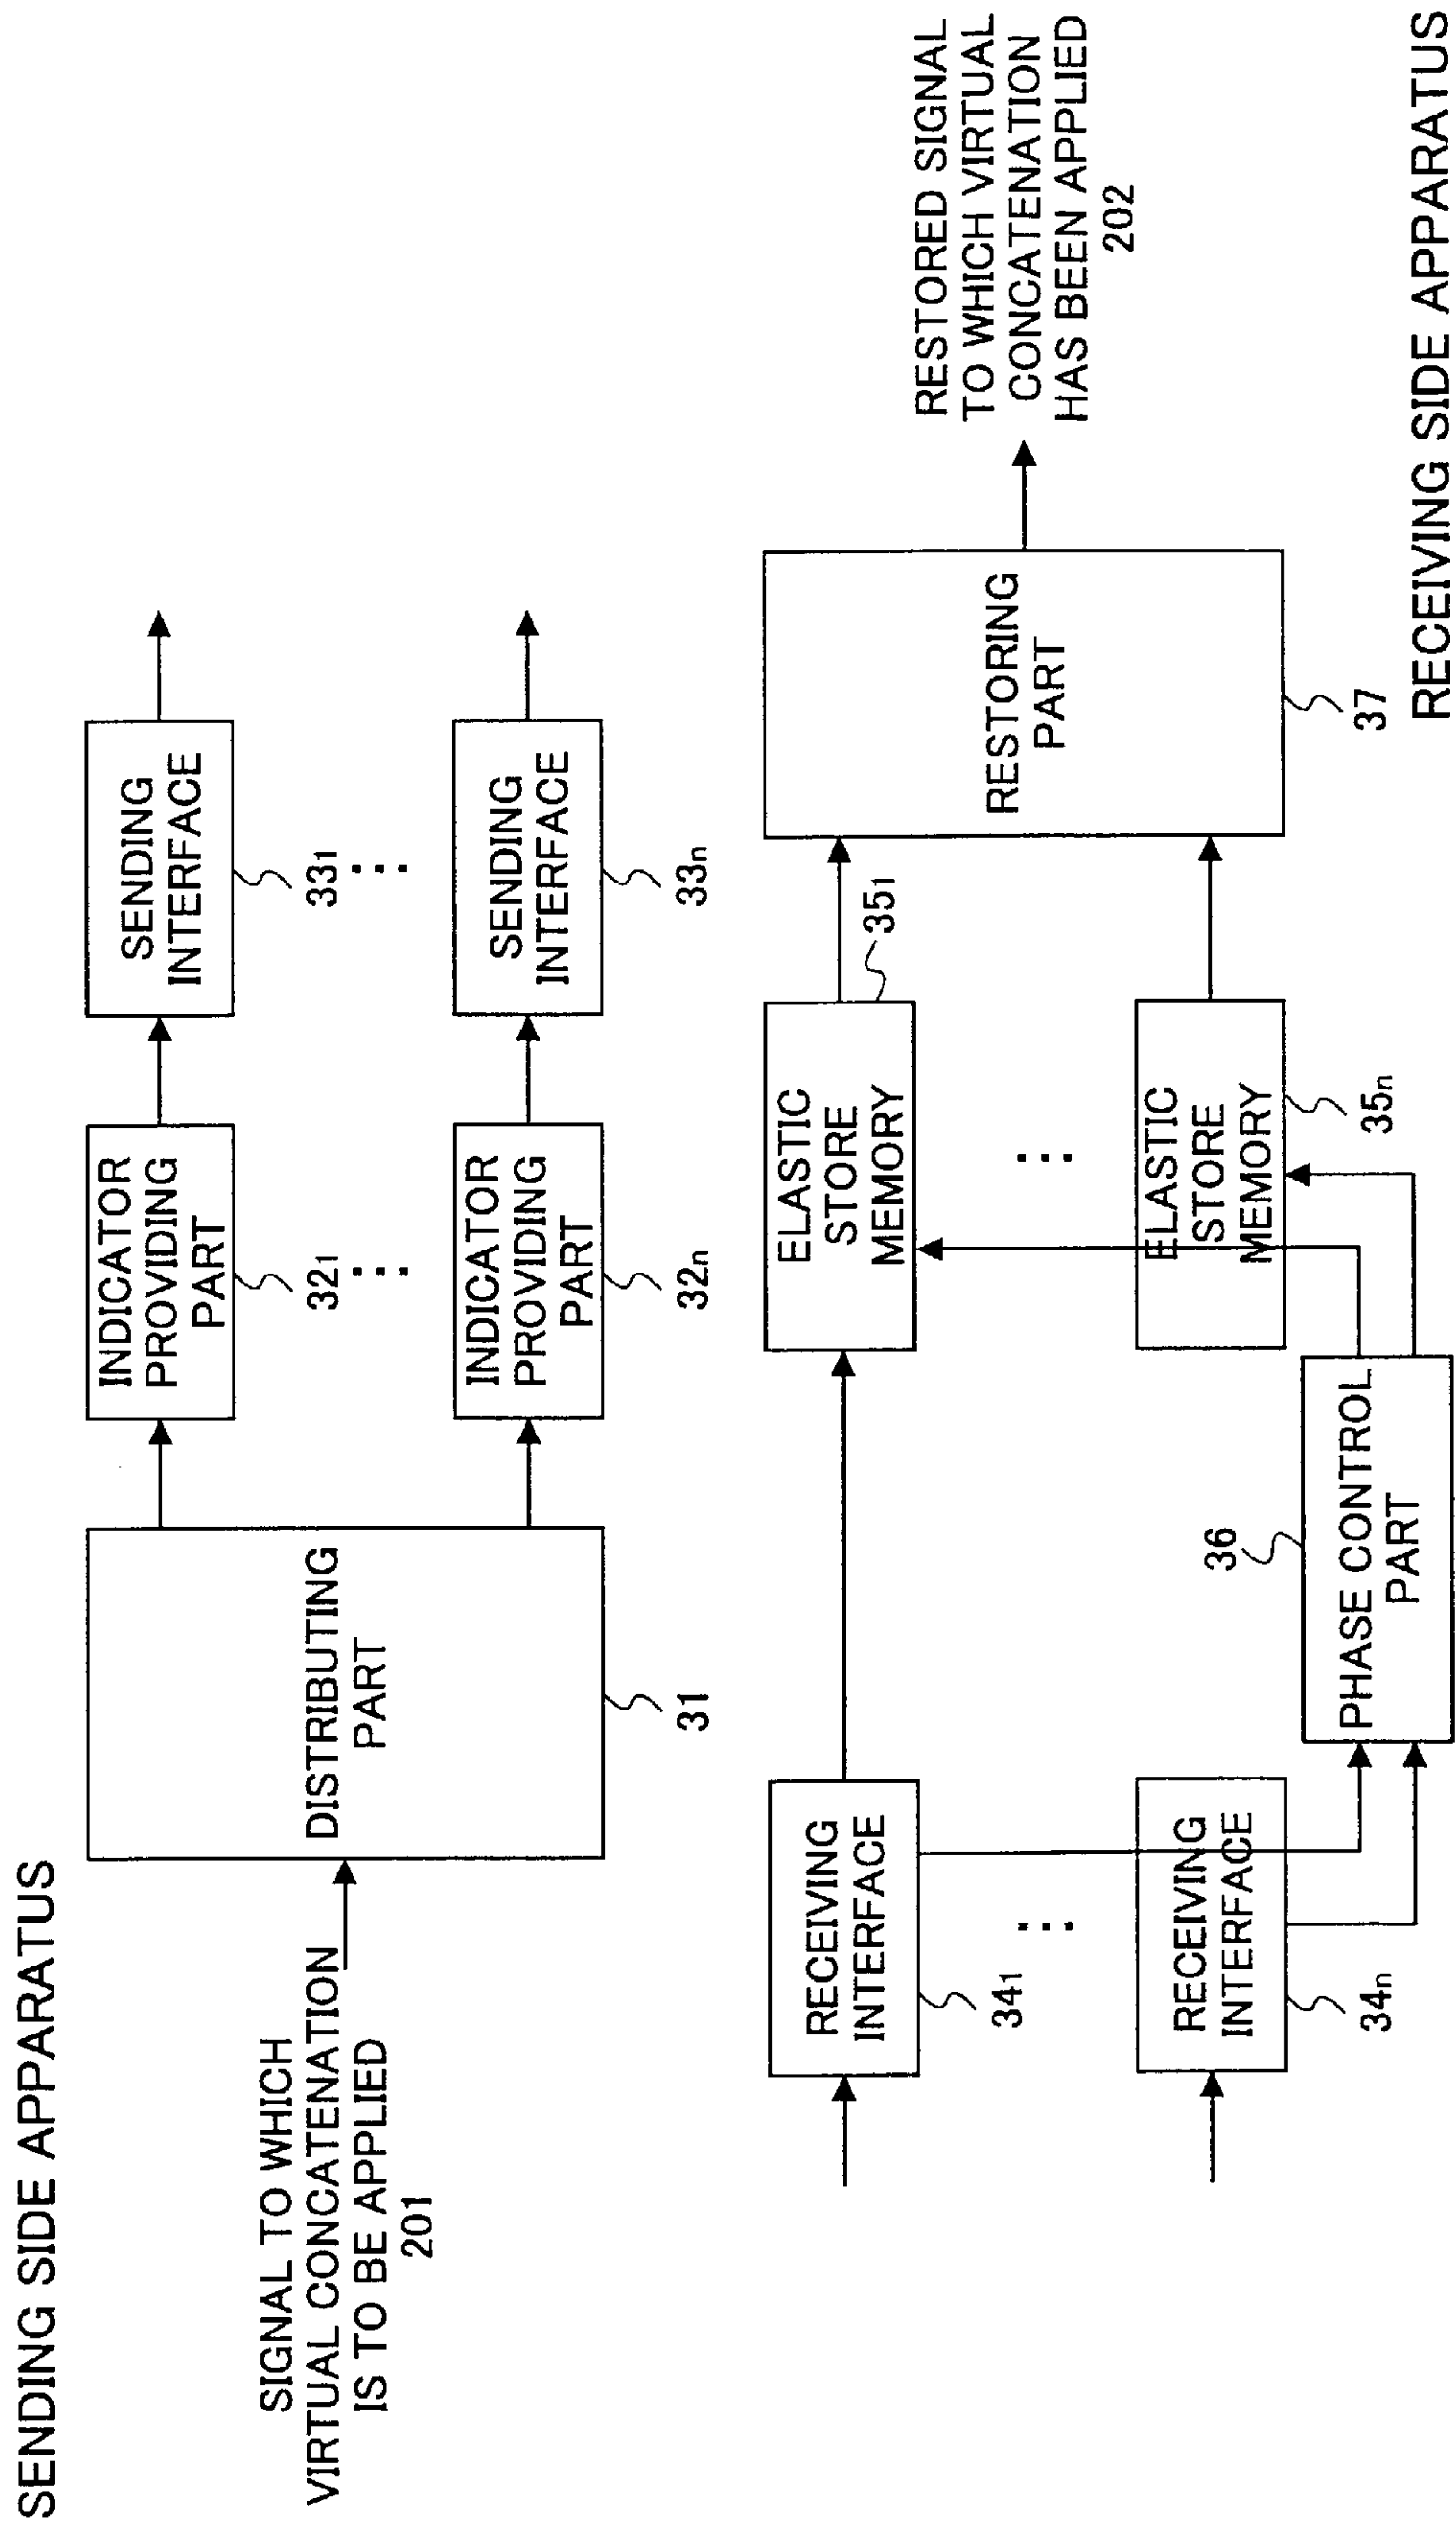 SENDING SIDE APPARATUS
SIGNAL TO WHICH
VIRTUAL CONCATENATION
IS TO BE APPLIED
201
DISTRIBUTING
PART
31
INDICATOR
PROVIDING
PART
321
SENDING
INTERFACE
331
...
...
INDICATOR
PROVIDING
PART
32n
SENDING
INTERFACE
33n
RECEIVING
INTERFACE
341
...
RECEIVING
INTERFACE
34n
36
PHASE CONTROL
PART
ELASTIC
STORE
MEMORY
351
...
ELASTIC
STORE
MEMORY
35n
RESTORING
PART
37
RESTORED SIGNAL
TO WHICH VIRTUAL
CONCATENATION
HAS BEEN APPLIED
202
RECEIVING SIDE APPARATUS